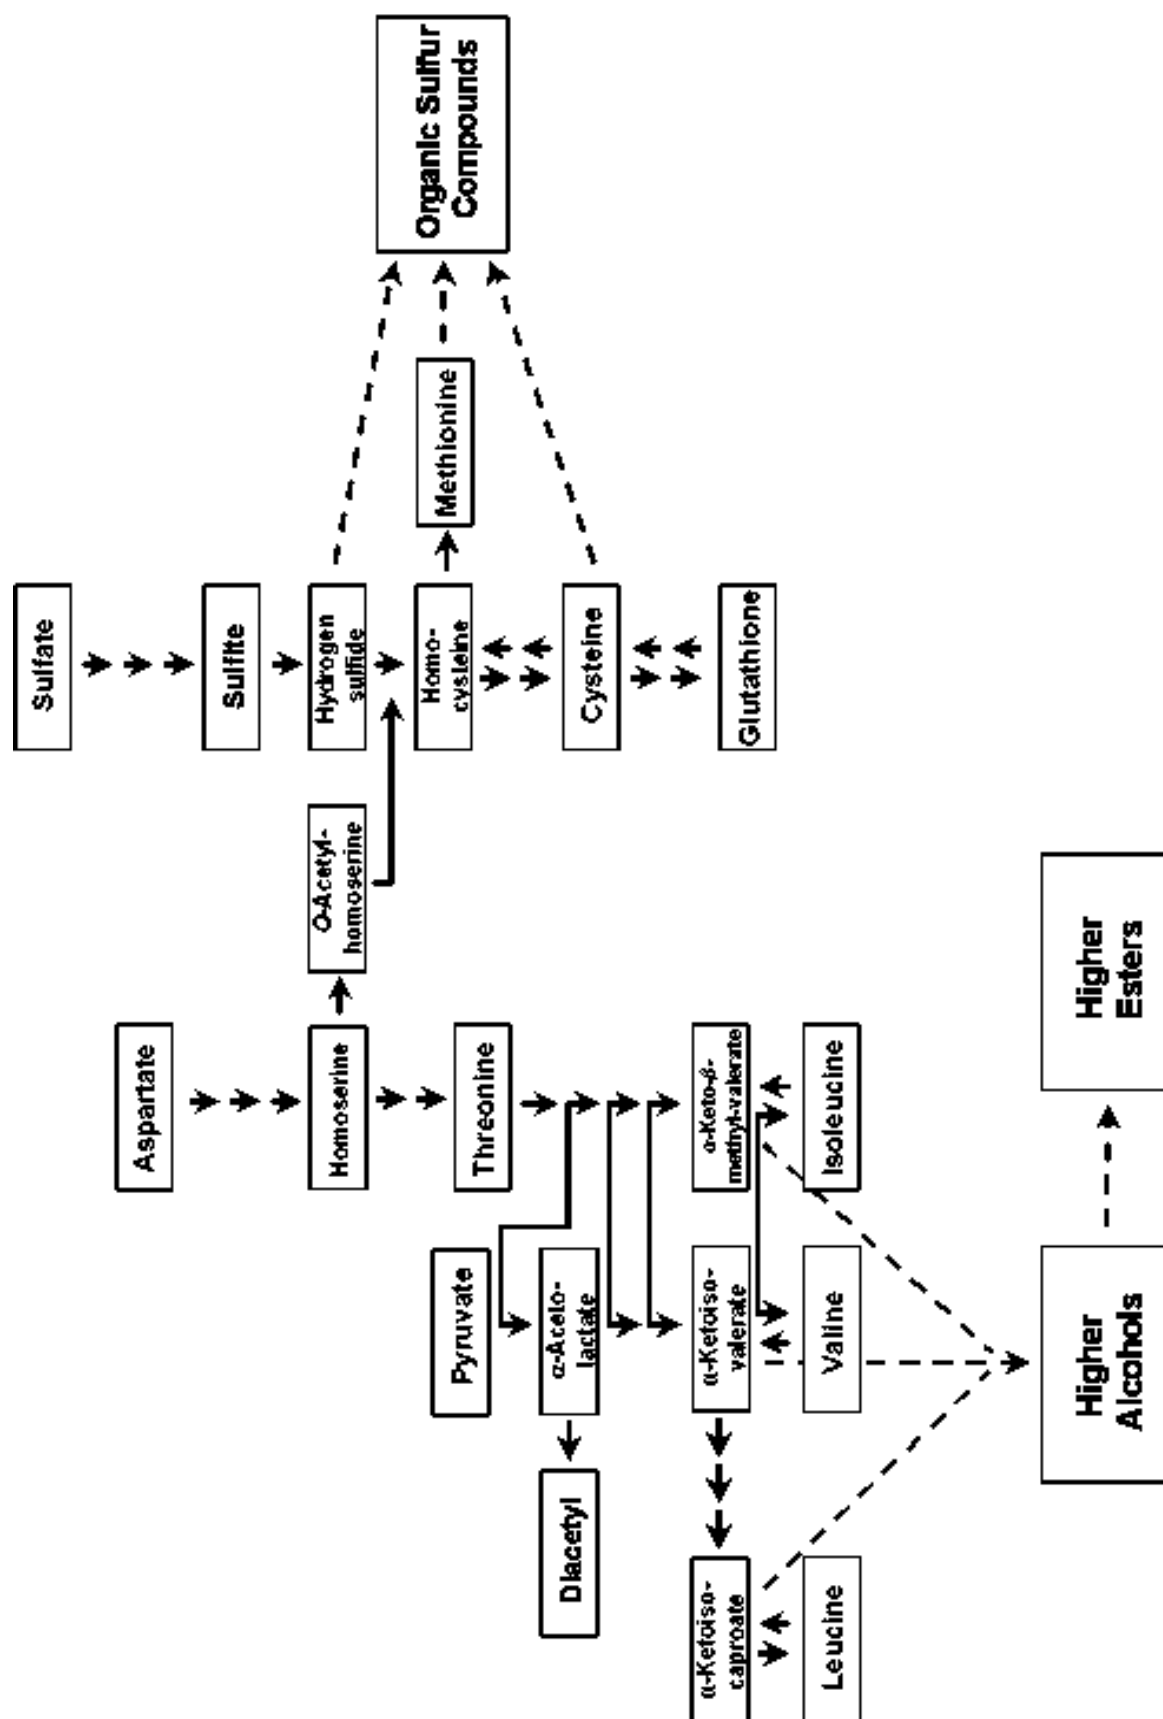 Sulfate
Sulfite
Hydrogen
sulfide
Homo-
cysteine
Cysteine
Glutathione
Methionine
Organic Sulfur
Compounds
Aspartate
Homoserine
O-Acetyl-
homoserine
Threonine
α-Keto-β-
methyl-valerate
Isoleucine
Pyruvate
α-Aceto-
lactate
α-Ketoiso-
valerate
Valine
Diacetyl
α-Ketoiso-
caproate
Leucine
Higher
Alcohols
Higher
Esters